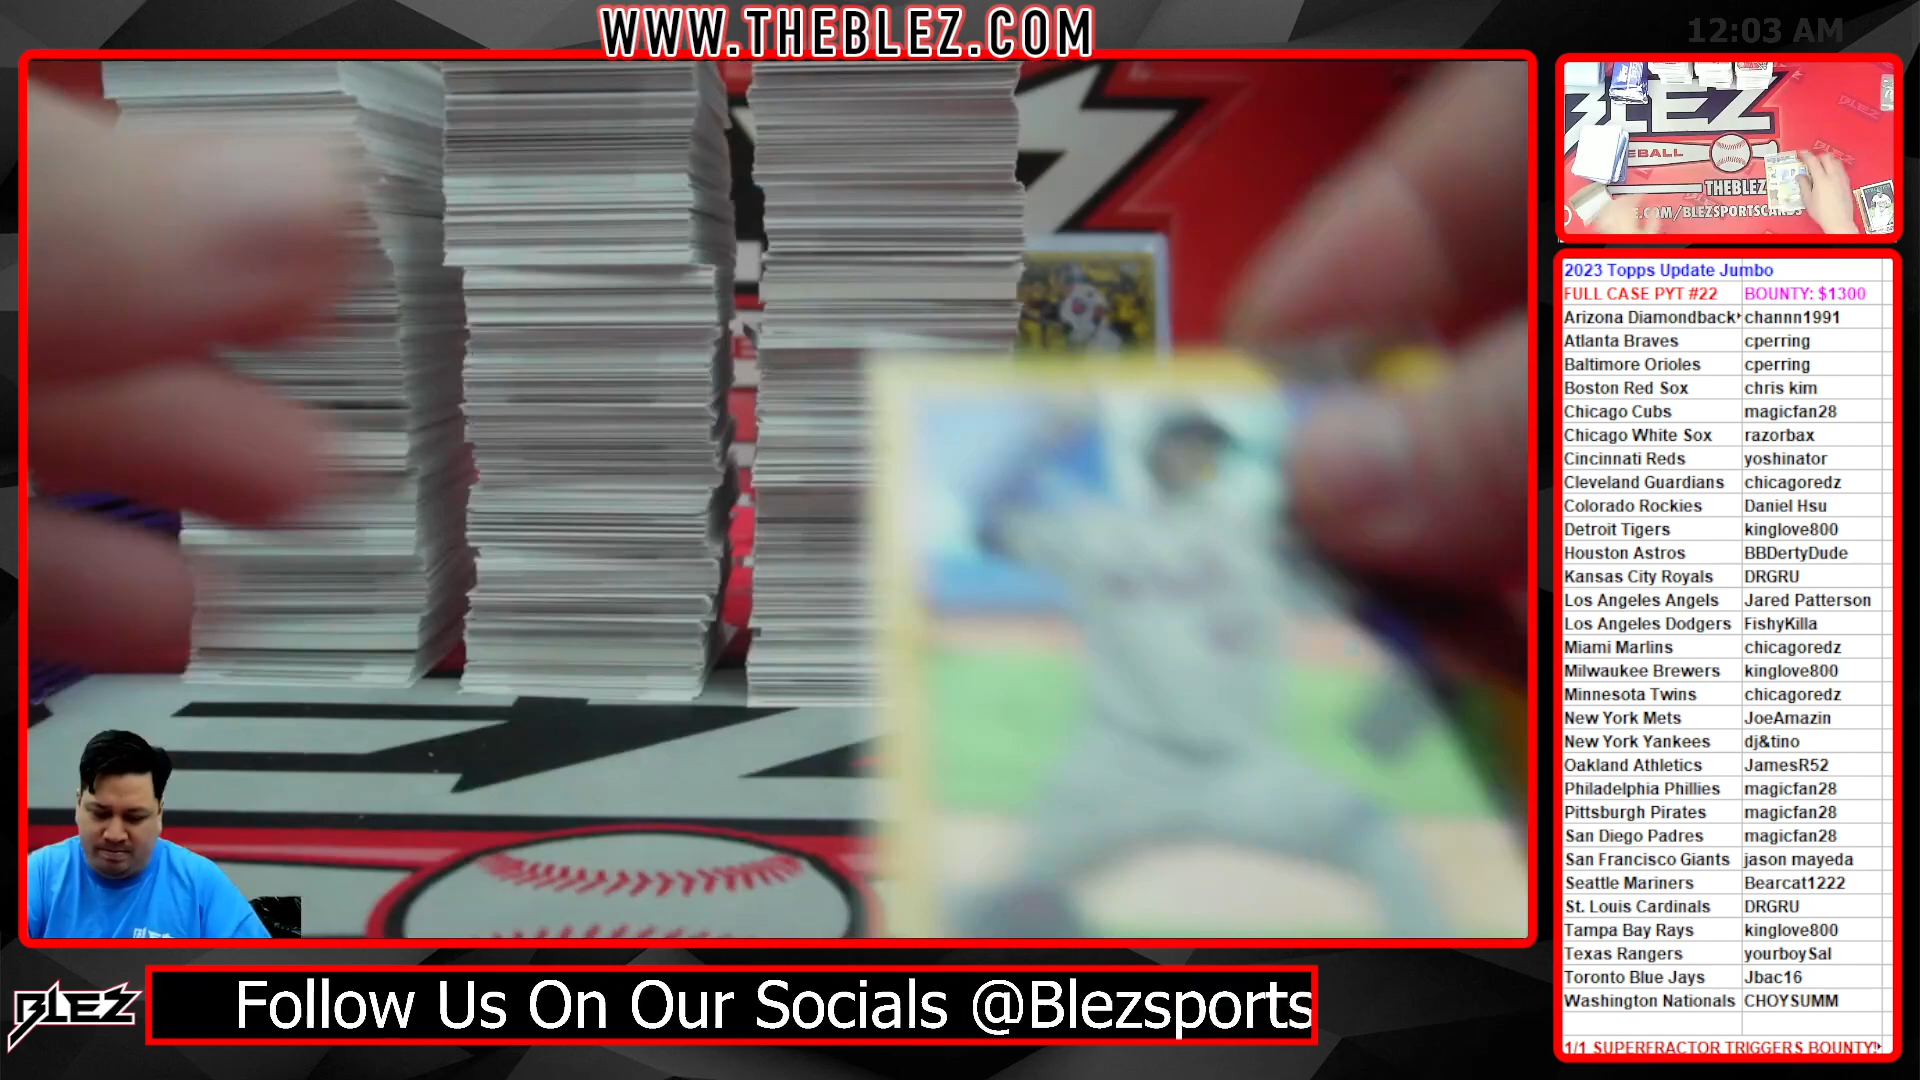 WWW.THEBLEZ.COM
12:03 AM
BLEZ
THEBLEZ
.COM/BLEZSPORTSCARDS
2023 Topps Update Jumbo
FULL CASE PYT #22 BOUNTY: $1300
Arizona Diamondback channn1991
Atlanta Braves cperring
Baltimore Orioles cperring
Boston Red Sox chris kim
Chicago Cubs magicfan28
Chicago White Sox razorbax
Cincinnati Reds yoshinator
Cleveland Guardians chicagoredz
Colorado Rockies Daniel Hsu
Detroit Tigers kinglove800
Houston Astros BBDertyDude
Kansas City Royals DRGRU
Los Angeles Angels Jared Patterson
Los Angeles Dodgers FishyKilla
Miami Marlins chicagoredz
Milwaukee Brewers kinglove800
Minnesota Twins chicagoredz
New York Mets JoeAmazin
New York Yankees dj&tino
Oakland Athletics JamesR52
Philadelphia Phillies magicfan28
Pittsburgh Pirates magicfan28
San Diego Padres magicfan28
San Francisco Giants jason mayeda
Seattle Mariners Bearcat1222
St. Louis Cardinals DRGRU
Tampa Bay Rays kinglove800
Texas Rangers yourboySal
Toronto Blue Jays Jbac16
Washington Nationals CHOYSUMM
1/1 SUPERFRACTOR TRIGGERS BOUNTY!
BLEZ
Follow Us On Our Socials @Blezsports